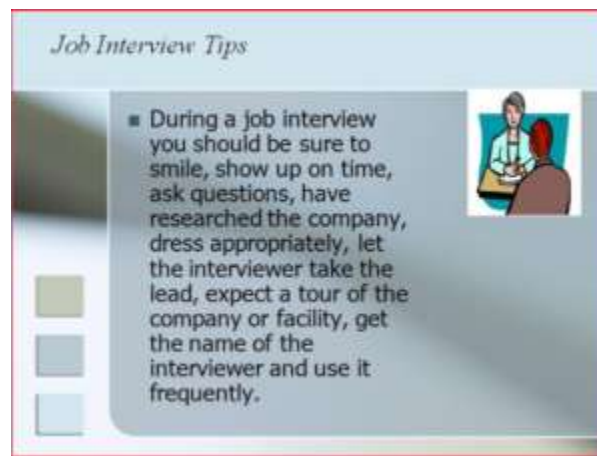 Job Interview Tips
During a job interview
you should be sure to
smile, show up on time,
ask questions, have
researched the company,
dress appropriately, let
the interviewer take the
lead, expect a tour of the
company or facility, get
the name of the
interviewer and use it
frequently.